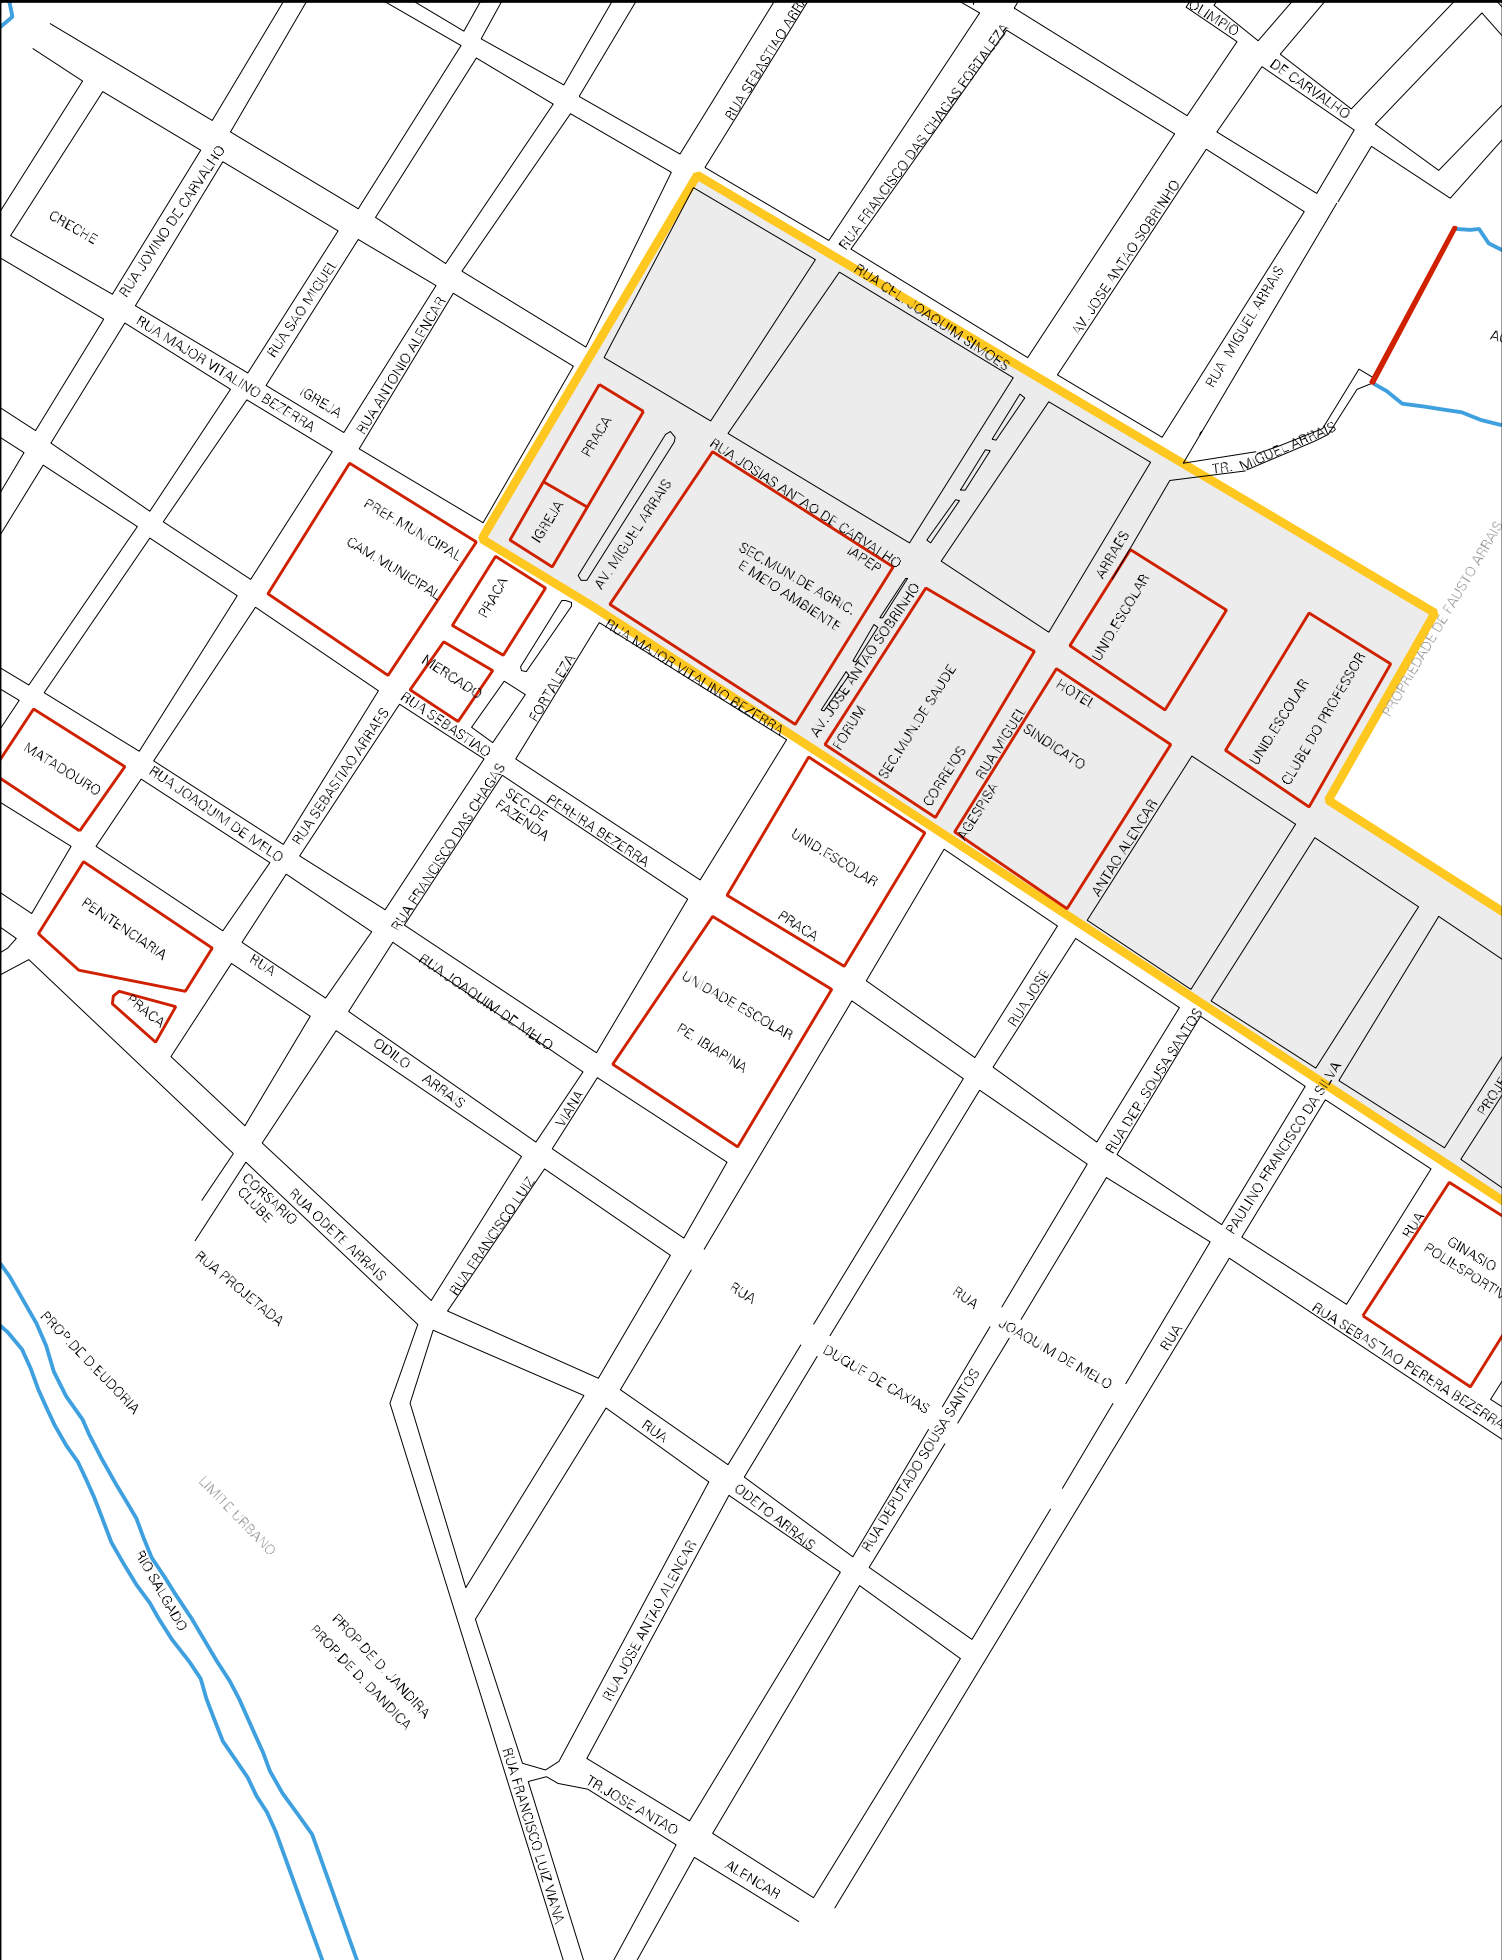 OLIMPIO
RUA SEBASTIAO ARR
RUA FRANCISCO DAS CHAGAS FORTALEZA
DE CARVALHO
CRECHE
RUA JOVINO DE CARVALHO
RUA SAO MIGUEL
RUA ANTONIO ALENCAR
RUA MAJOR VITALINO BEZERRA
IGREJA
RUA CEL. JOAQUIM SIMOES
AV. JOSE ANTAO SOBRINHO
RUA MIGUEL ARRAIS
TR. MIGUEL ARRAIS
PRACA
IGREJA
AV. MIGUEL ARRAIS
RUA JOSIAS ANTAO DE CARVALHO
IAPEP
SEC.MUN.DE AGRIC.
E MEIO AMBIENTE
PREF.MUNICIPAL
CAM.MUNICIPAL
PRACA
MERCADO
RUA SEBASTIAO
FORTALEZA
RUA MAJOR VITALINO BEZERRA
AV. JOSE ANTAO SOBRINHO
FORUM
SEC.MUN.DE SAUDE
CORREIOS
ARRAES
UNID.ESCOLAR
HOTEL
SINDICATO
RUA MIGUEL
AGESPISA
UNID.ESCOLAR
CLUBE DO PROFESSOR
PROPRIEDADE DE FAUSTO ARRAIS
ANTAO ALENCAR
MATADOURO
RUA JOAQUIM DE MELO
RUA SEBASTIAO ARRAES
RUA FRANCISCO DAS CHAGAS
SEC.DE
FAZENDA
PEREIRA BEZERRA
UNID.ESCOLAR
PRACA
PENITENCIARIA
PRACA
RUA
RUA JOAQUIM DE MELO
ODILO ARRAIS
VIANA
UNIDADE ESCOLAR
PE. IBIAPINA
RUA JOSE
RUA DEP. SOUSA SANTOS
PAULINO FRANCISCO DA SILVA
PROJE
RUA
GINASIO
POLIESPORTIV
RUA SEBASTIAO PERERA BEZERRA
CORSARIO
CLUBE
RUA ODETE ARRAIS
RUA FRANCISCO LUIZ
RUA PROJETADA
PROP.DE D.EUDORIA
RUA
DUQUE DE CAXIAS
RUA
JOAQUIM DE MELO
RUA
RUA DEPUTADO SOUSA SANTOS
RUA
ODETO ARRAIS
LIMITE URBANO
RIO SALGADO
PROP.DE D. JANDIRA
PROP.DE D. DANDICA
RUA JOSE ANTAO ALENCAR
RUA FRANCISCO LUIZ VIANA
TR.JOSE ANTAO
ALENCAR